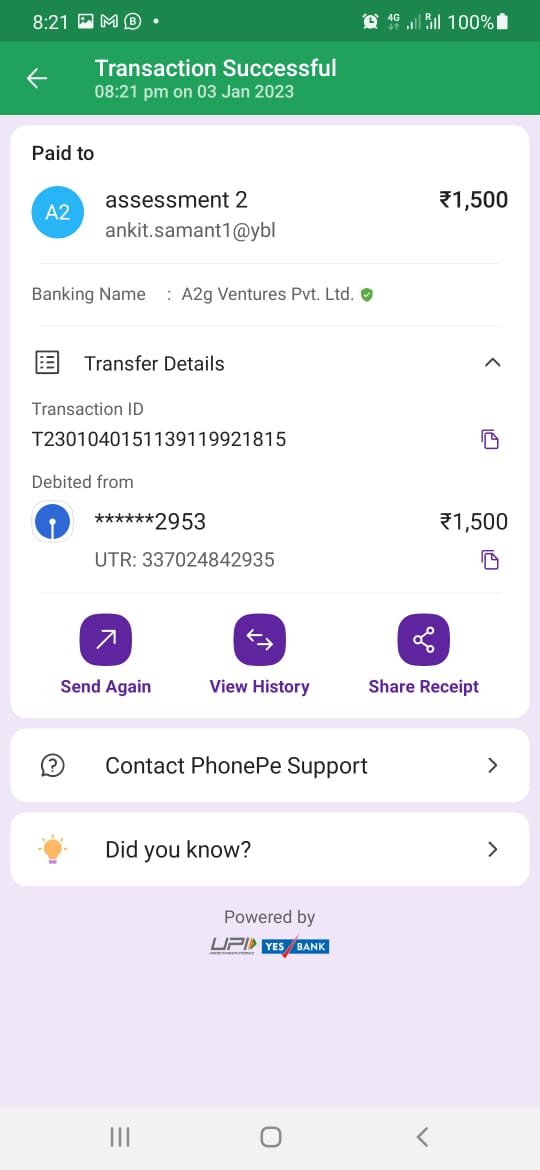 8:21
4G R 100%
Transaction Successful
08:21 pm on 03 Jan 2023
Paid to
A2 assessment 2 ₹1,500
ankit.samant1@ybl
Banking Name : A2g Ventures Pvt. Ltd.
Transfer Details
Transaction ID
T2301040151139119921815
Debited from
******2953 ₹1,500
UTR: 337024842935
Send Again View History Share Receipt
Contact PhonePe Support
Did you know?
Powered by
UPI YES BANK